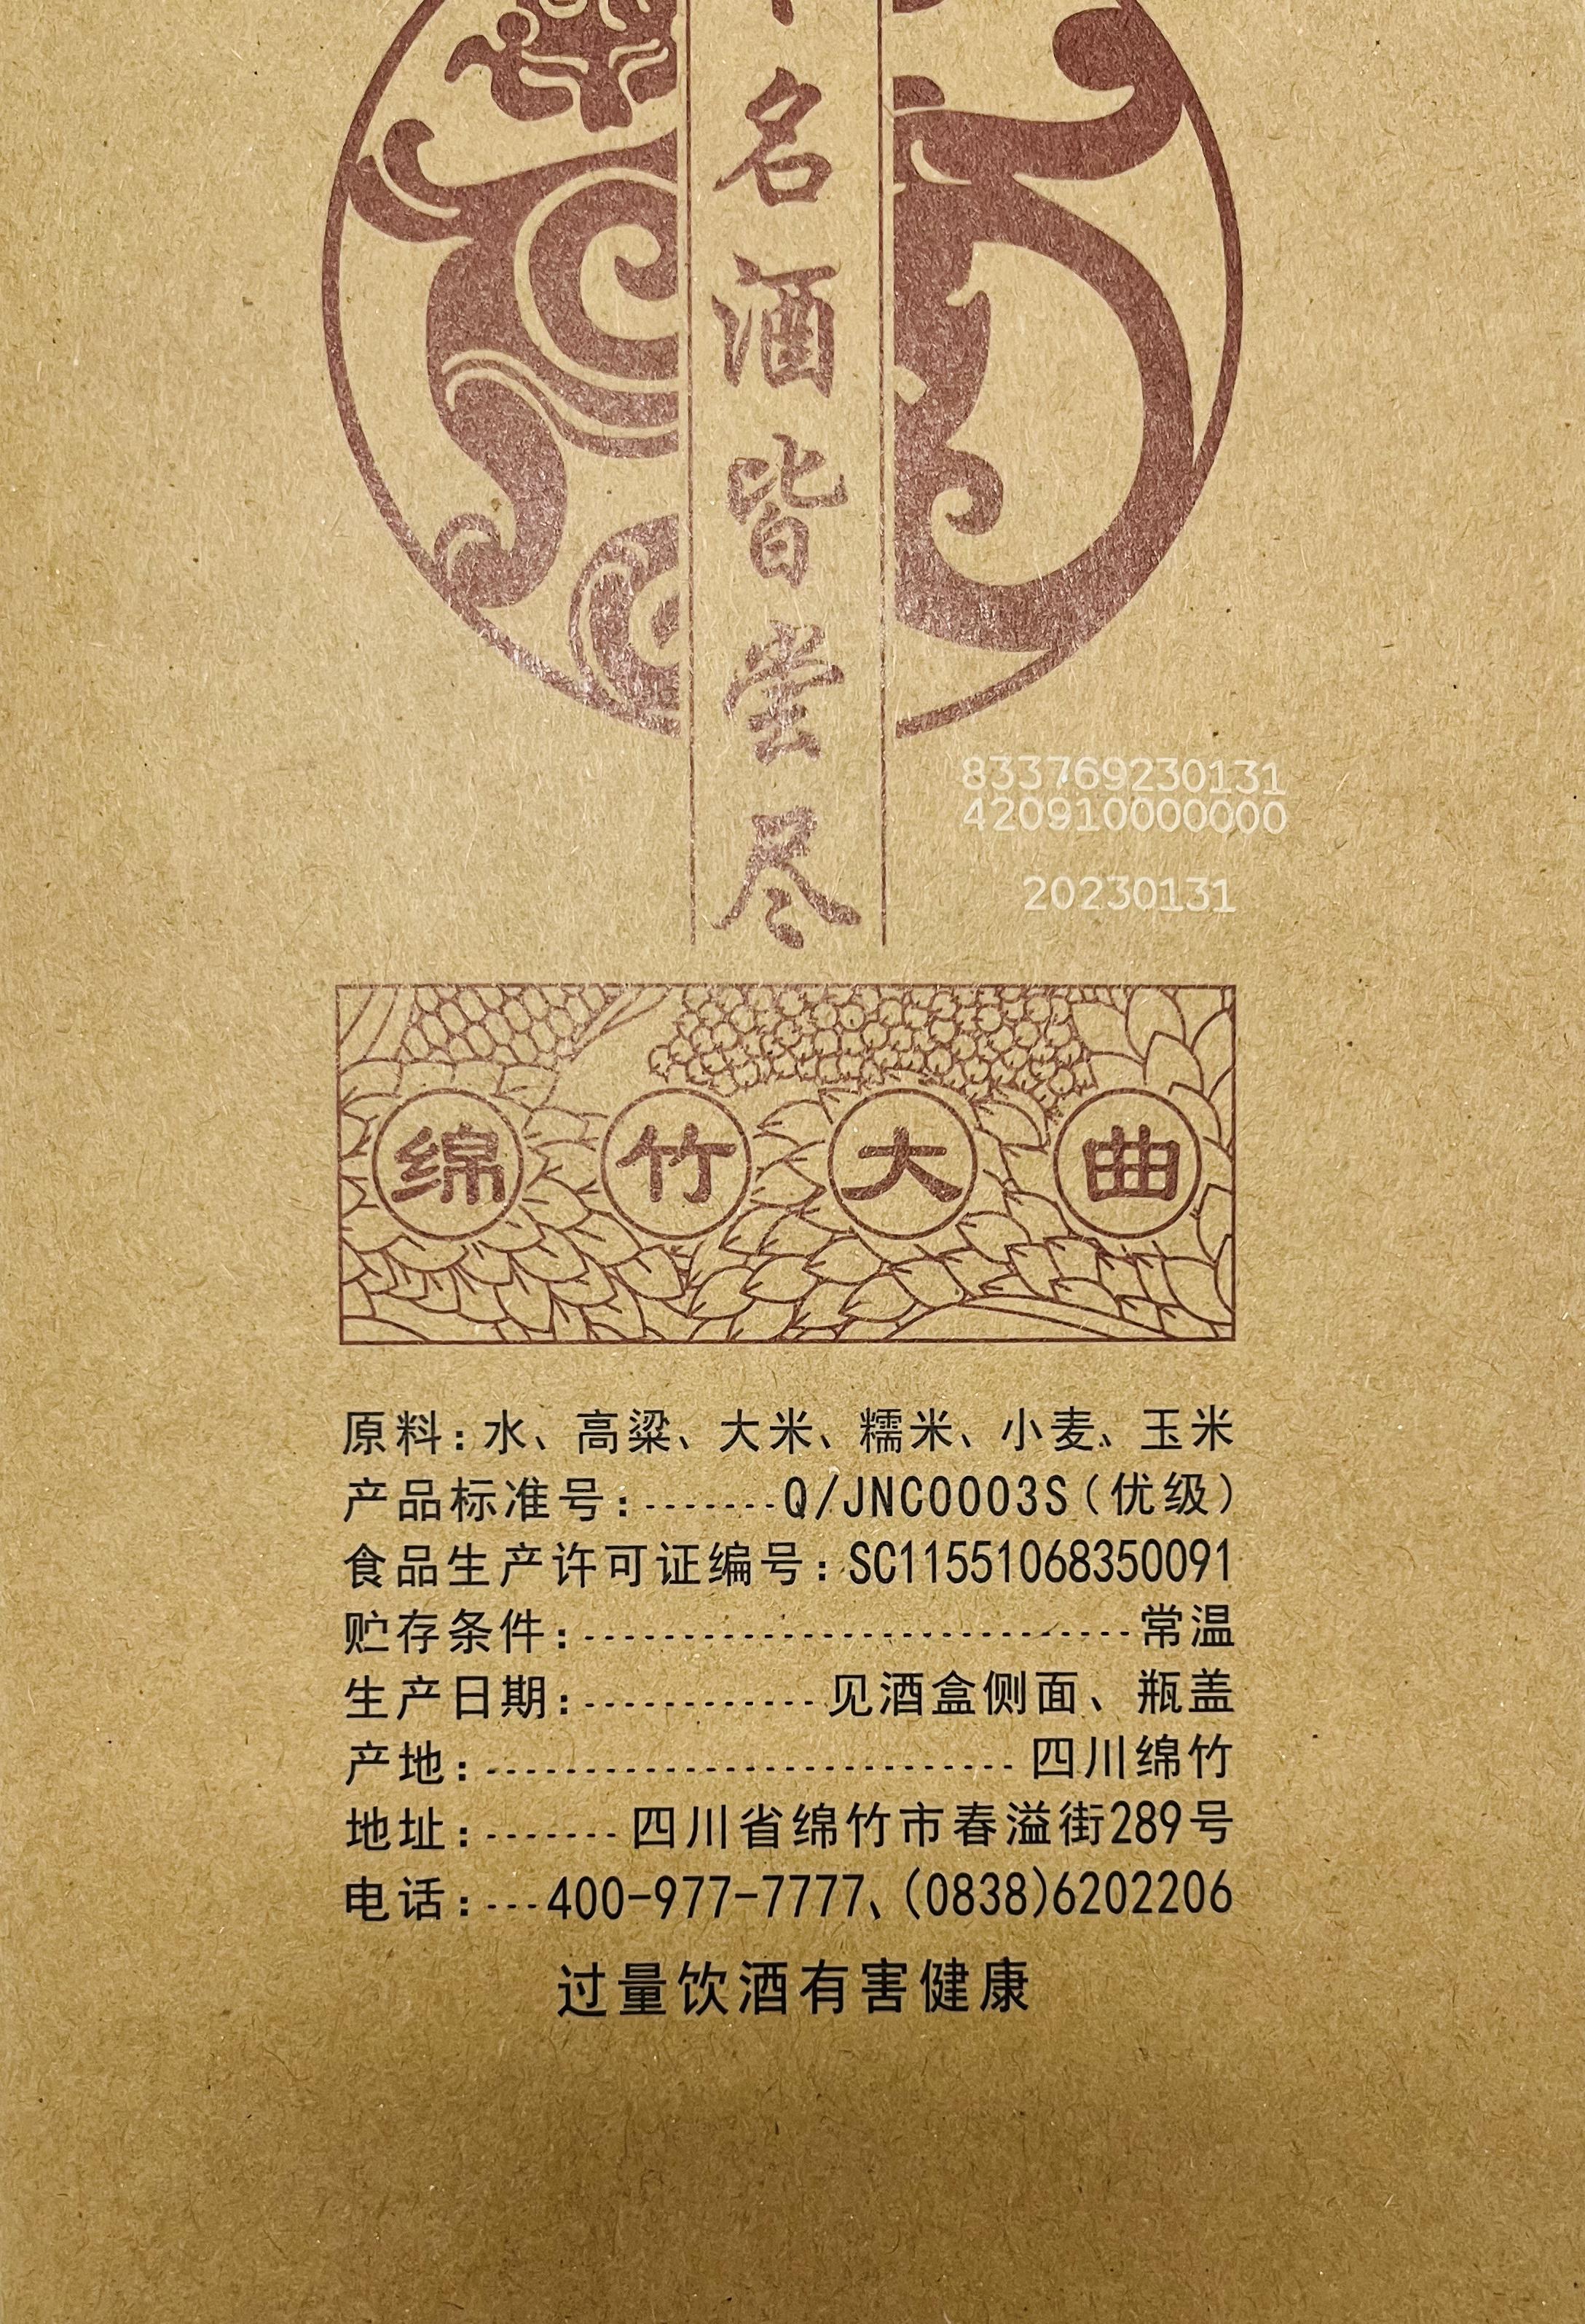 名酒皆尝尽
833769230131
420910000000
20230131
绵竹大曲
原料:水、高粱、大米、糯米、小麦、玉米
产品标准号:.......Q/JNC0003S(优级)
食品生产许可证编号:SC11551068350091
贮存条件:..............................常温
生产日期:.............见酒盒侧面、瓶盖
产地:............................四川绵竹
地址:.......四川省绵竹市春溢街289号
电话:...400-977-7777、(0838)6202206
过量饮酒有害健康